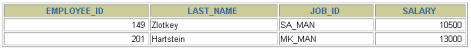 EMPLOYEE_ID LAST_NAME JOB_ID SALARY
149 Zlotkey SA_MAN 10500
201 Hartstein MK_MAN 13000